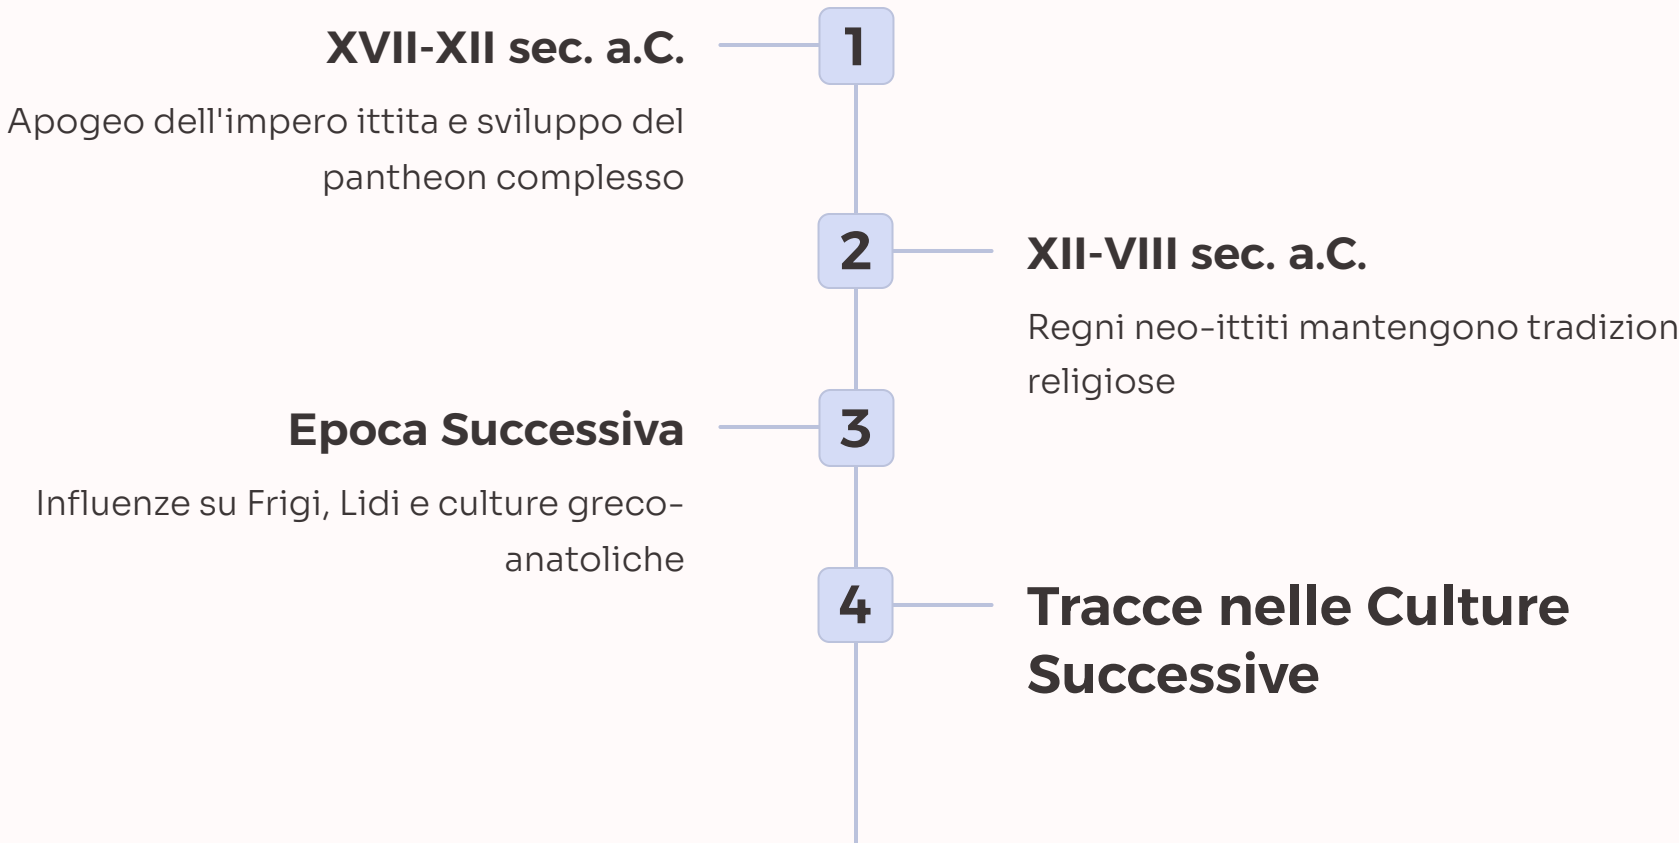 XVII-XII sec. a.C.
1
Apogeo dell'impero ittita e sviluppo del
pantheon complesso
2
XII-VIII sec. a.C.
Regni neo-ittiti mantengono tradizion
religiose
Epoca Successiva
3
Influenze su Frigi, Lidi e culture greco-
anatoliche
4
Tracce nelle Culture
Successive